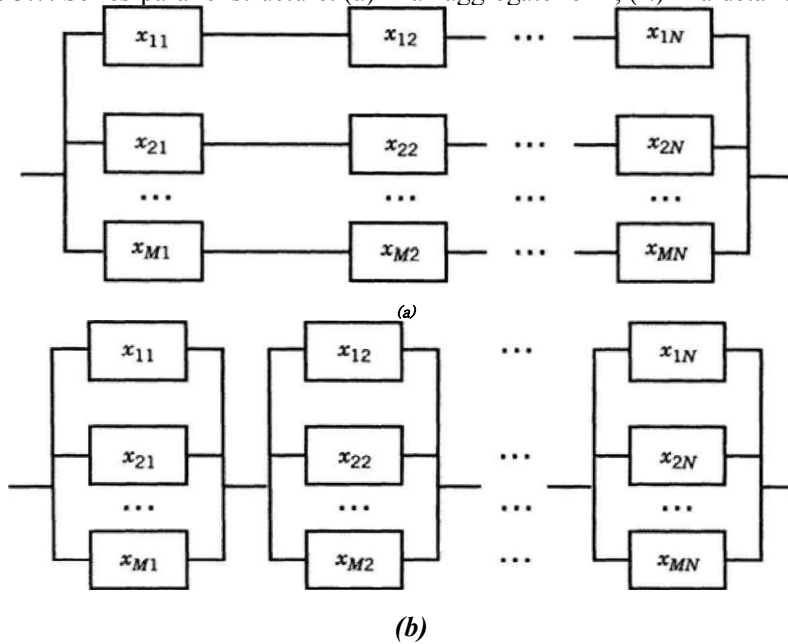 x11 x12 ... x1N
x21 x22 ... x2N
... ... ...
xM1 xM2 ... xMN
(a)
x11 x12 ... x1N
x21 x22 ... x2N
... ... ... ...
xM1 xM2 ... xMN
(b)